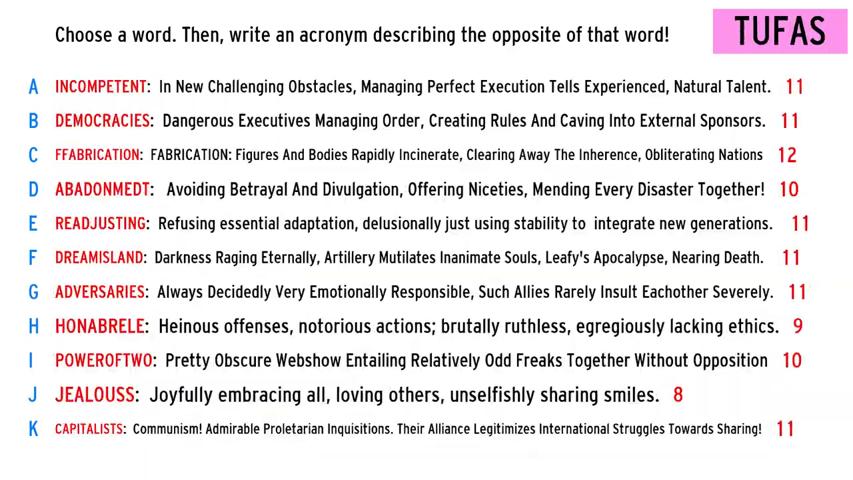 Choose a word. Then, write an acronym describing the opposite of that word!
TUFAS
A INCOMPETENT: In New Challenging Obstacles, Managing Perfect Execution Tells Experienced, Natural Talent. 11
B DEMOCRACIES: Dangerous Executives Managing Order, Creating Rules And Caving Into External Sponsors. 11
C FFABRICATION: FABRICATION: Figures And Bodies Rapidly Incinerate, Clearing Away The Inherence, Obliterating Nations 12
D ABADONMEDT: Avoiding Betrayal And Divulgation, Offering Niceties, Mending Every Disaster Together! 10
E READJUSTING: Refusing essential adaptation, delusionally just using stability to integrate new generations. 11
F DREAMISLAND: Darkness Raging Eternally, Artillery Mutilates Inanimate Souls, Leafy's Apocalypse, Nearing Death. 11
G ADVERSARIES: Always Decidedly Very Emotionally Responsible, Such Allies Rarely Insult Eachother Severely. 11
H HONABRELE: Heinous offenses, notorious actions; brutally ruthless, egregiously lacking ethics. 9
I POWEROFTWO: Pretty Obscure Webshow Entailing Relatively Odd Freaks Together Without Opposition 10
J JEALOUSS: Joyfully embracing all, loving others, unselfishly sharing smiles. 8
K CAPITALISTS: Communism! Admirable Proletarian Inquisitions. Their Alliance Legitimizes International Struggles Towards Sharing! 11